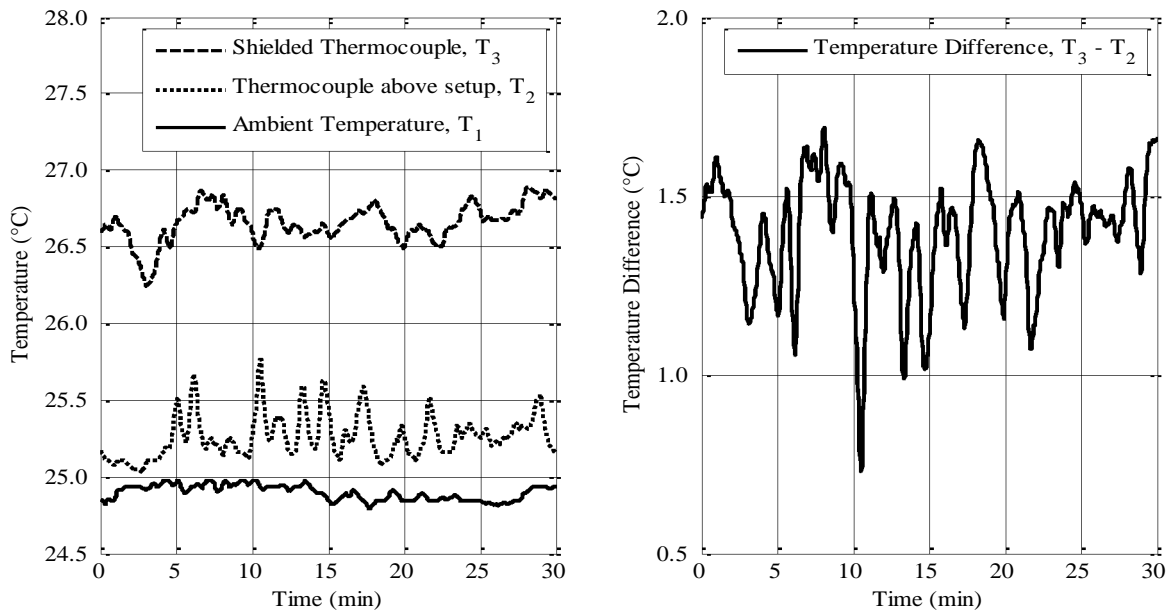 28.0
27.5
27.0
26.5
26.0
25.5
25.0
24.5
Temperature (°C)
Shielded Thermocouple, T3
Thermocouple above setup, T2
Ambient Temperature, T1
0 5 10 15 20 25 30
Time (min)
2.0
1.5
1.0
0.5
Temperature Difference (°C)
Temperature Difference, T3 - T2
0 5 10 15 20 25 30
Time (min)